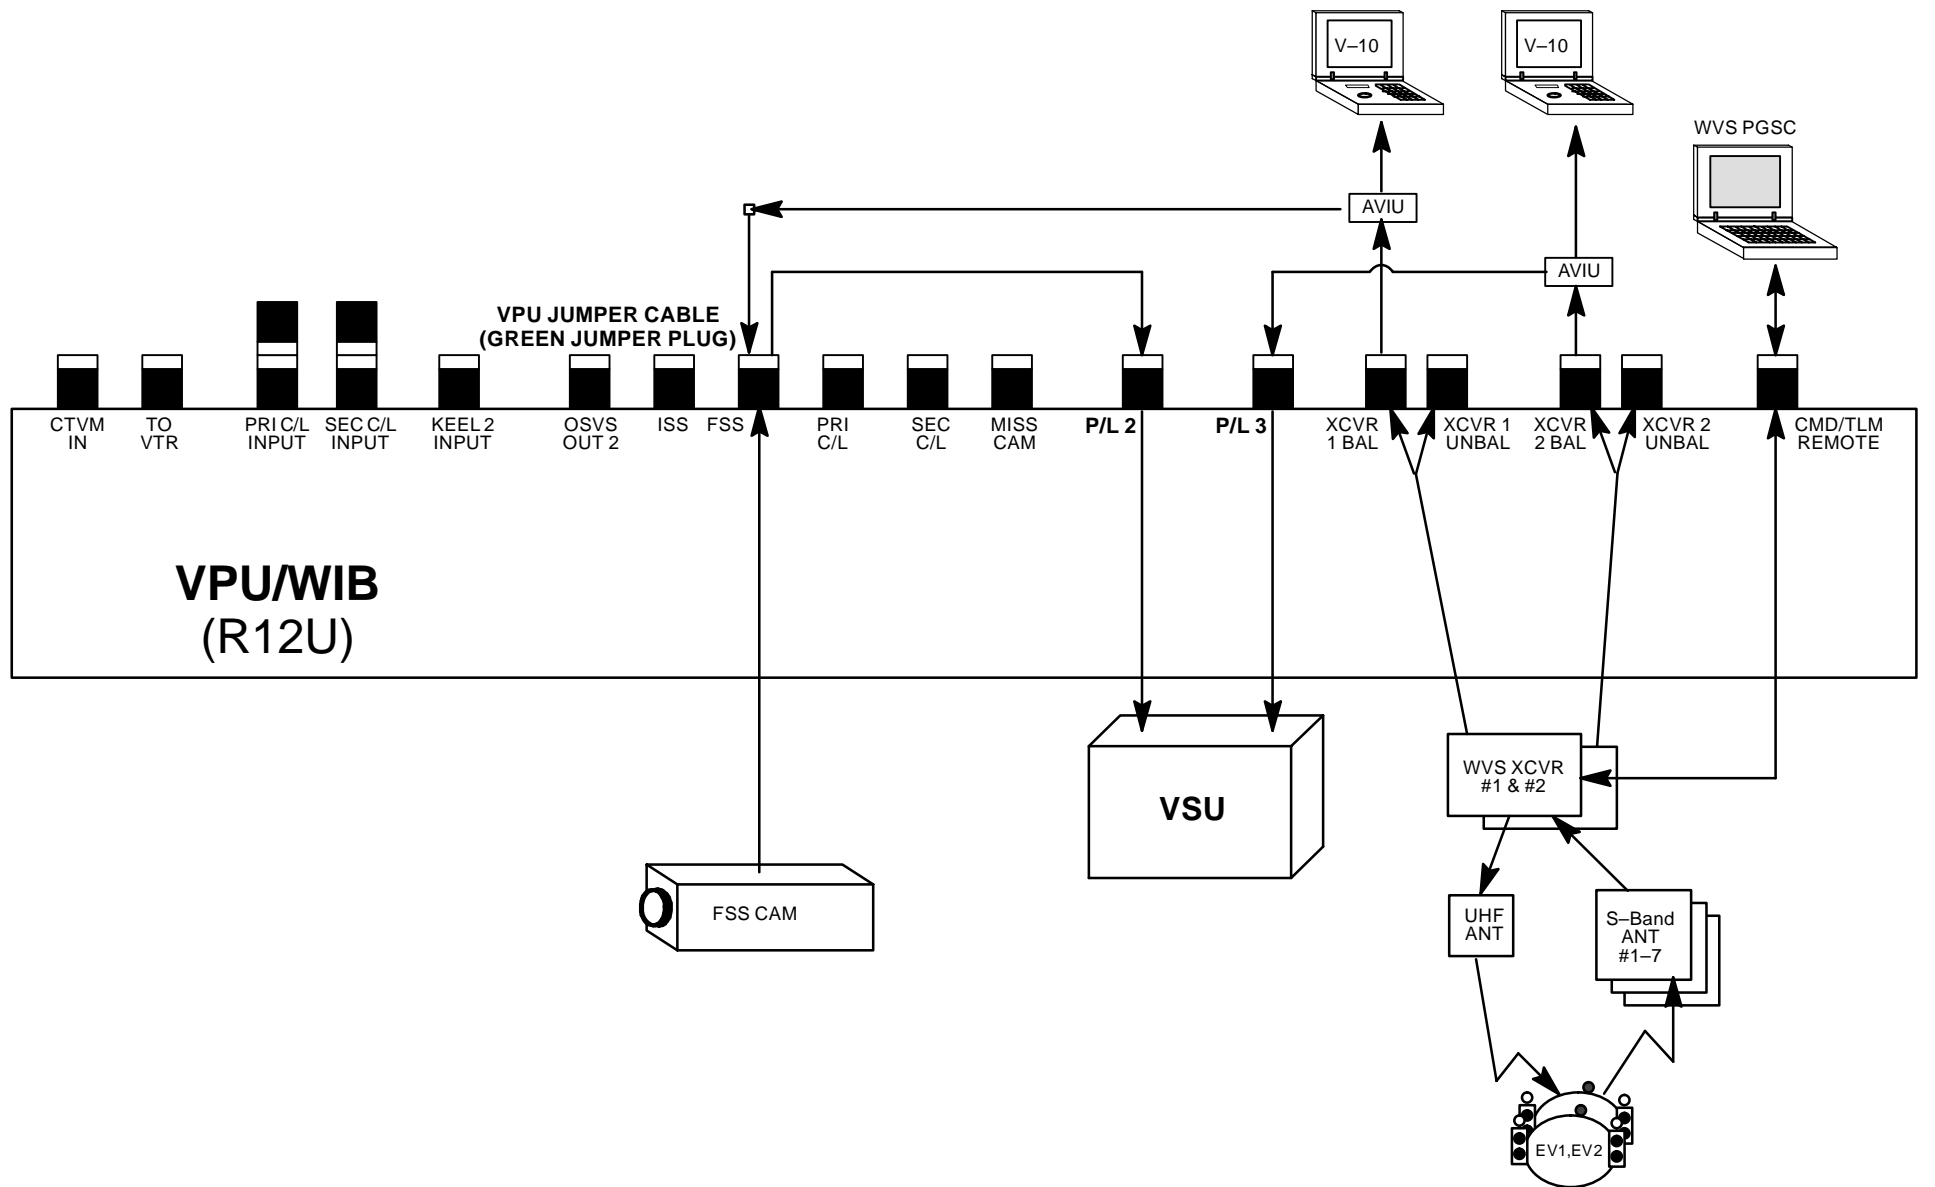 V–10
V–10
WVS PGSC
AVIU
AVIU
VPU JUMPER CABLE
(GREEN JUMPER PLUG)
CTVM
IN
TO
VTR
PRI C/L
INPUT
SEC C/L
INPUT
KEEL 2
INPUT
OSVS
OUT 2
ISS
FSS
PRI
C/L
SEC
C/L
MISS
CAM
P/L 2
P/L 3
XCVR
1 BAL
XCVR 1
UNBAL
XCVR
2 BAL
XCVR 2
UNBAL
CMD/TLM
REMOTE
VPU/WIB
(R12U)
WVS XCVR
#1 & #2
VSU
FSS CAM
UHF
ANT
S–Band
ANT
#1–7
EV1,EV2